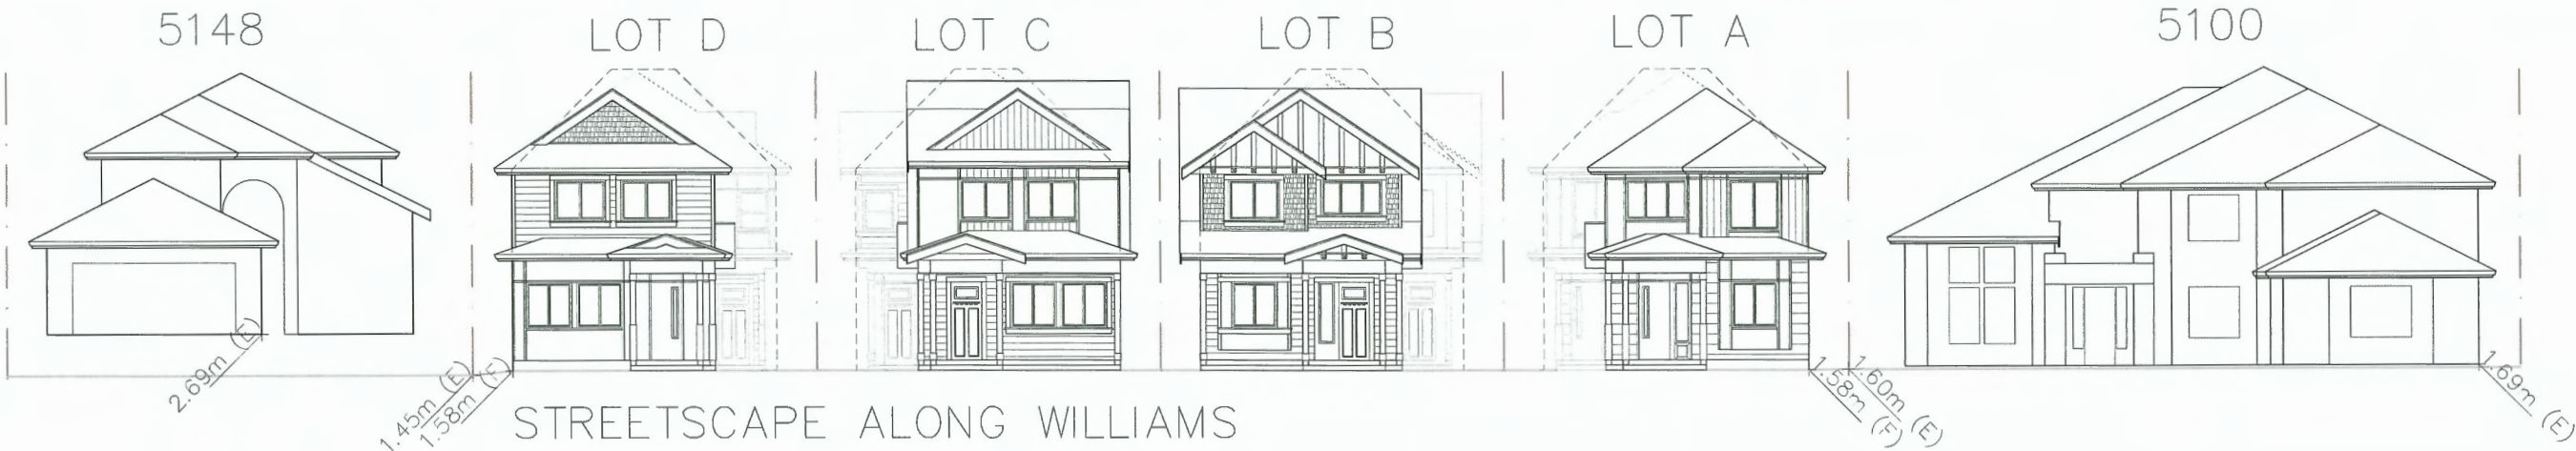 5148
LOT D
LOT C
LOT B
LOT A
5100
2.69m (E)
1.45m (E)
1.58m (F)
1.60m (E)
1.58m (F)
1.69m (E)
STREETSCAPE ALONG WILLIAMS